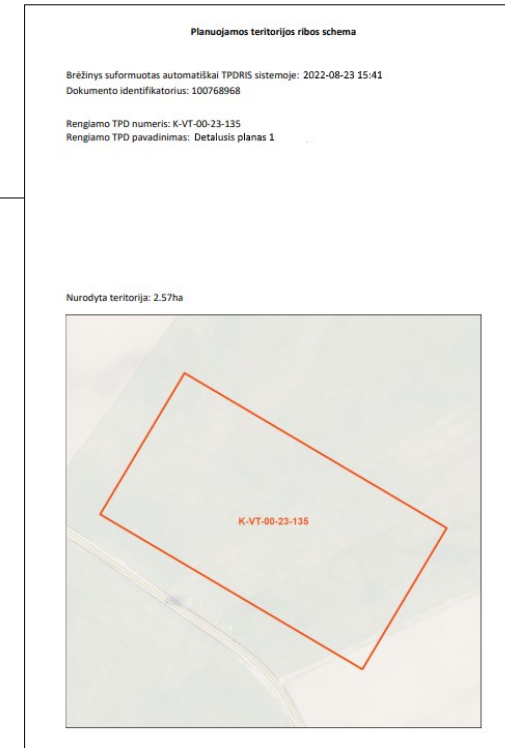 Planuojamos teritorijos ribos schema
Brėžinys suformuotas automatiškai TPDRIS sistemoje: 2022-08-23 15:41
Dokumento identifikatorius: 100768968
Rengiamo TPD numeris: K-VT-00-23-135
Rengiamo TPD pavadinimas: Detalusis planas 1
Nurodyta teritorija: 2.57ha
K-VT-00-23-135